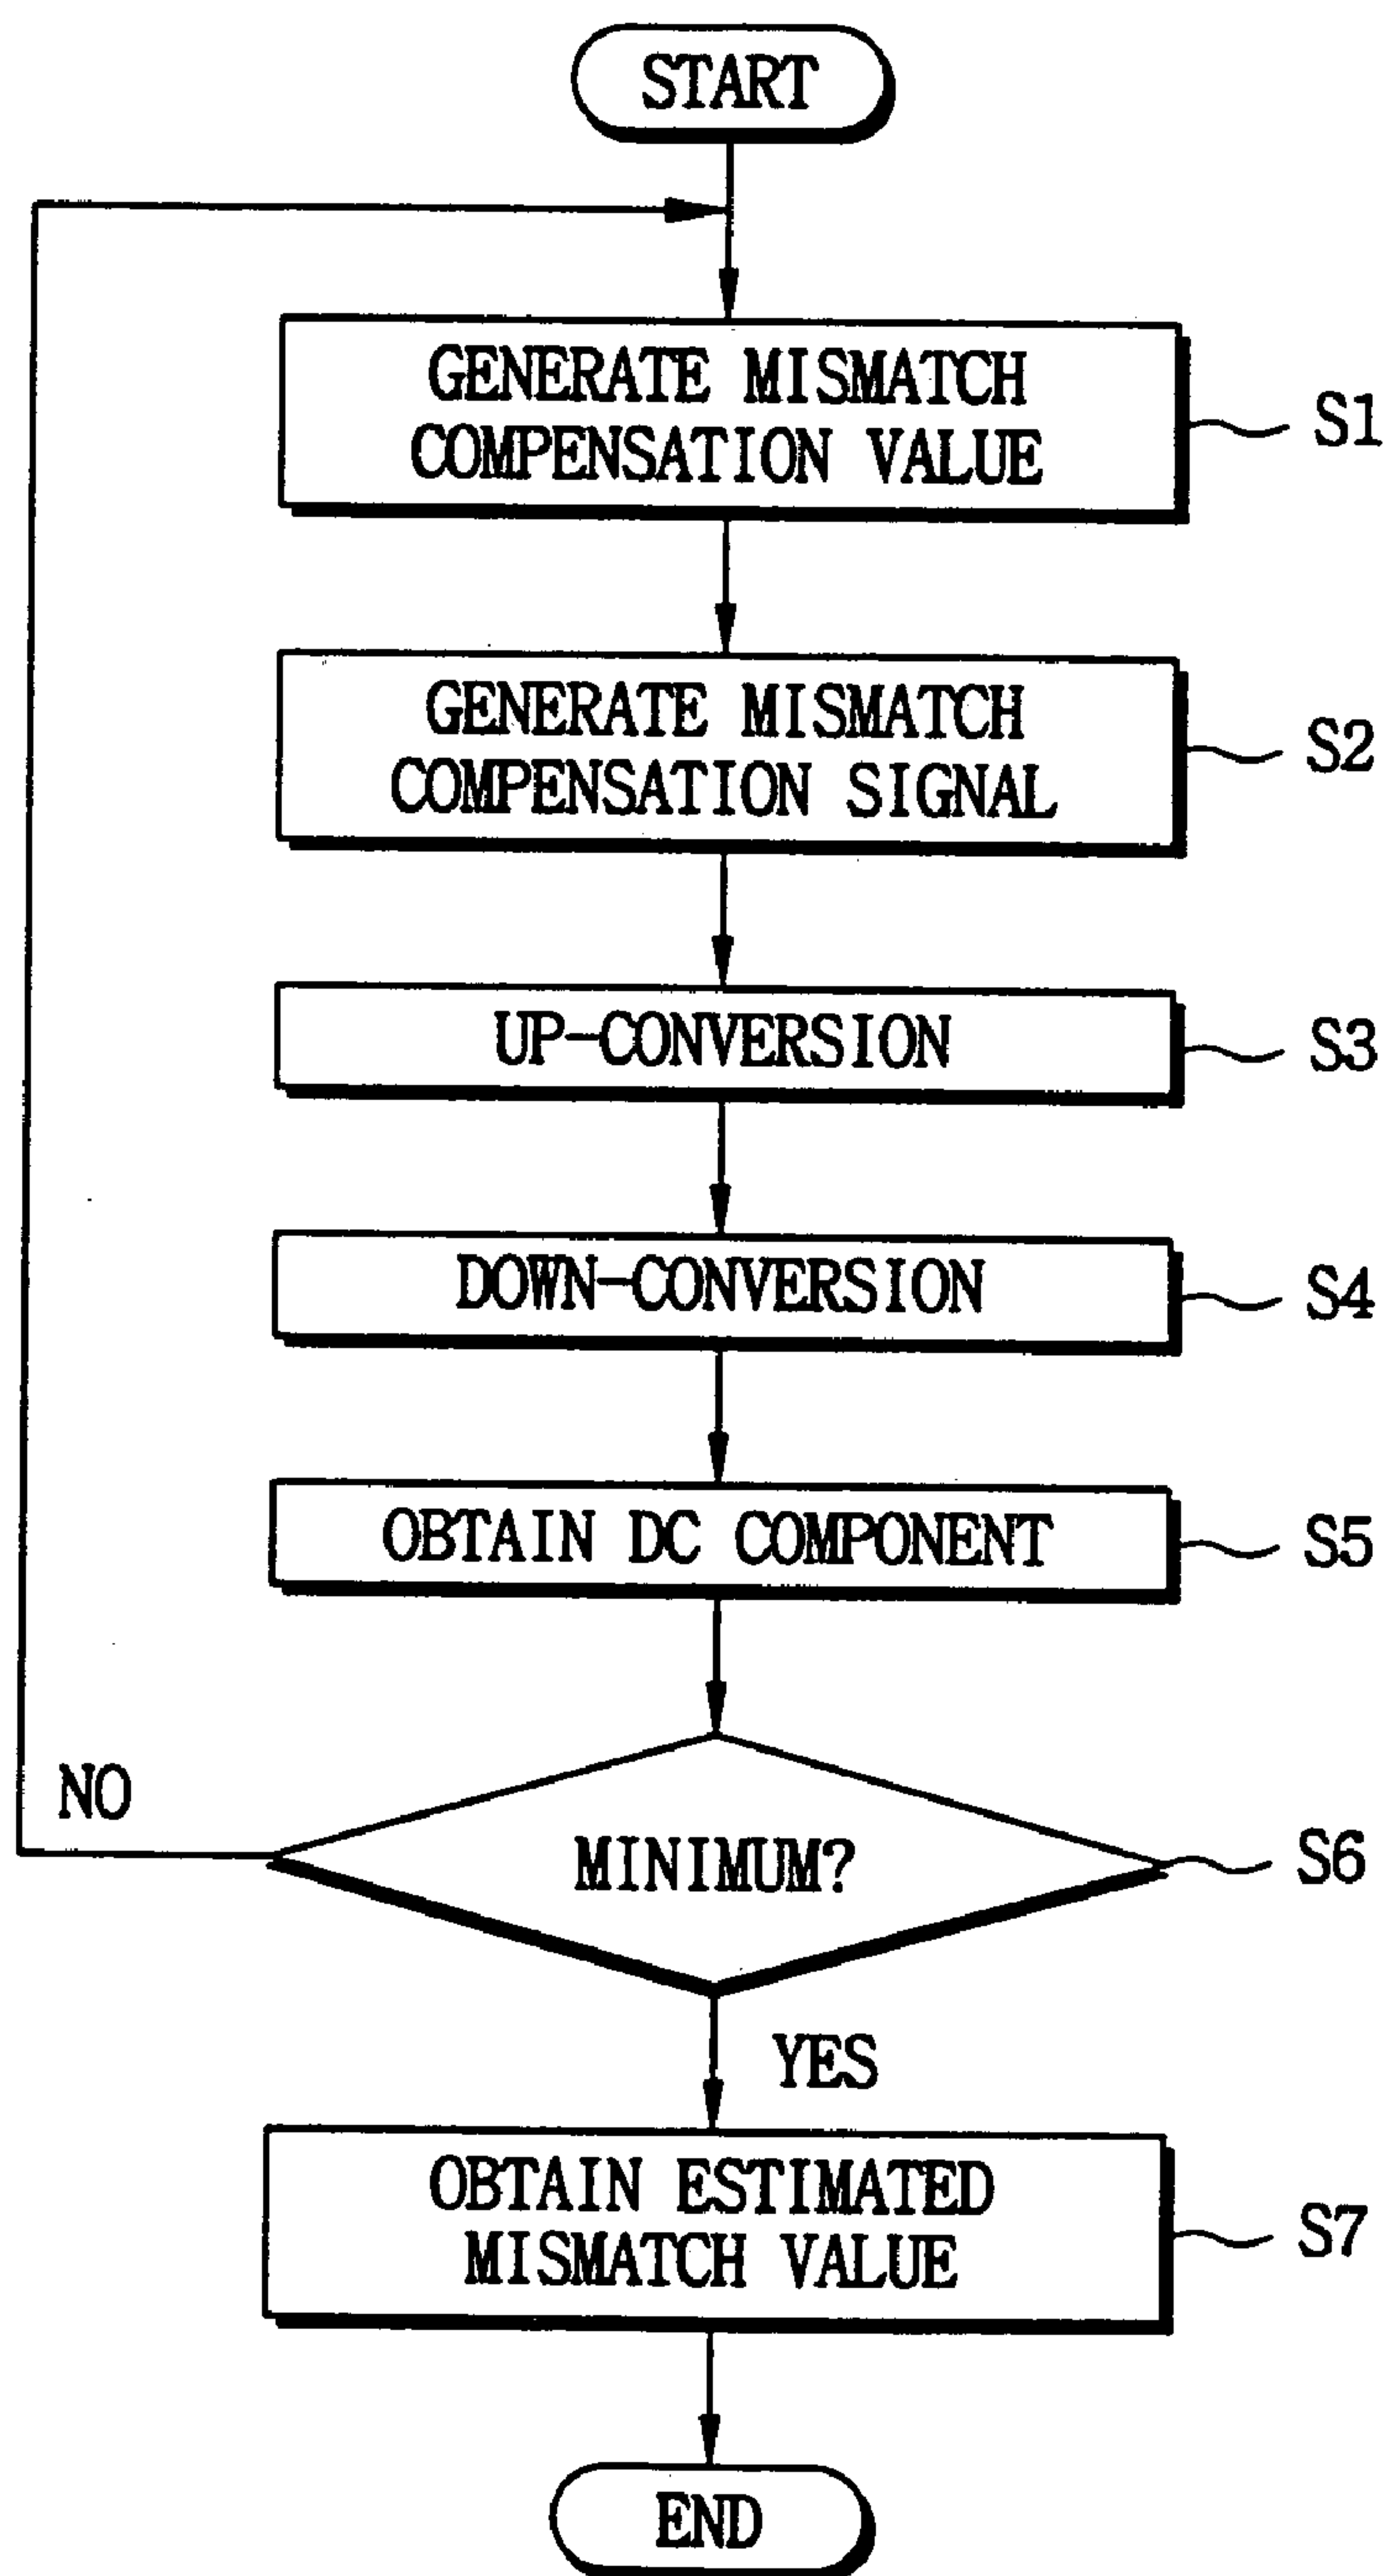 START
GENERATE MISMATCH
COMPENSATION VALUE
S1
GENERATE MISMATCH
COMPENSATION SIGNAL
S2
UP-CONVERSION
S3
DOWN-CONVERSION
S4
OBTAIN DC COMPONENT
S5
NO
MINIMUM?
S6
YES
OBTAIN ESTIMATED
MISMATCH VALUE
S7
END